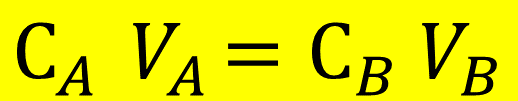 C_A V_A = C_B V_B